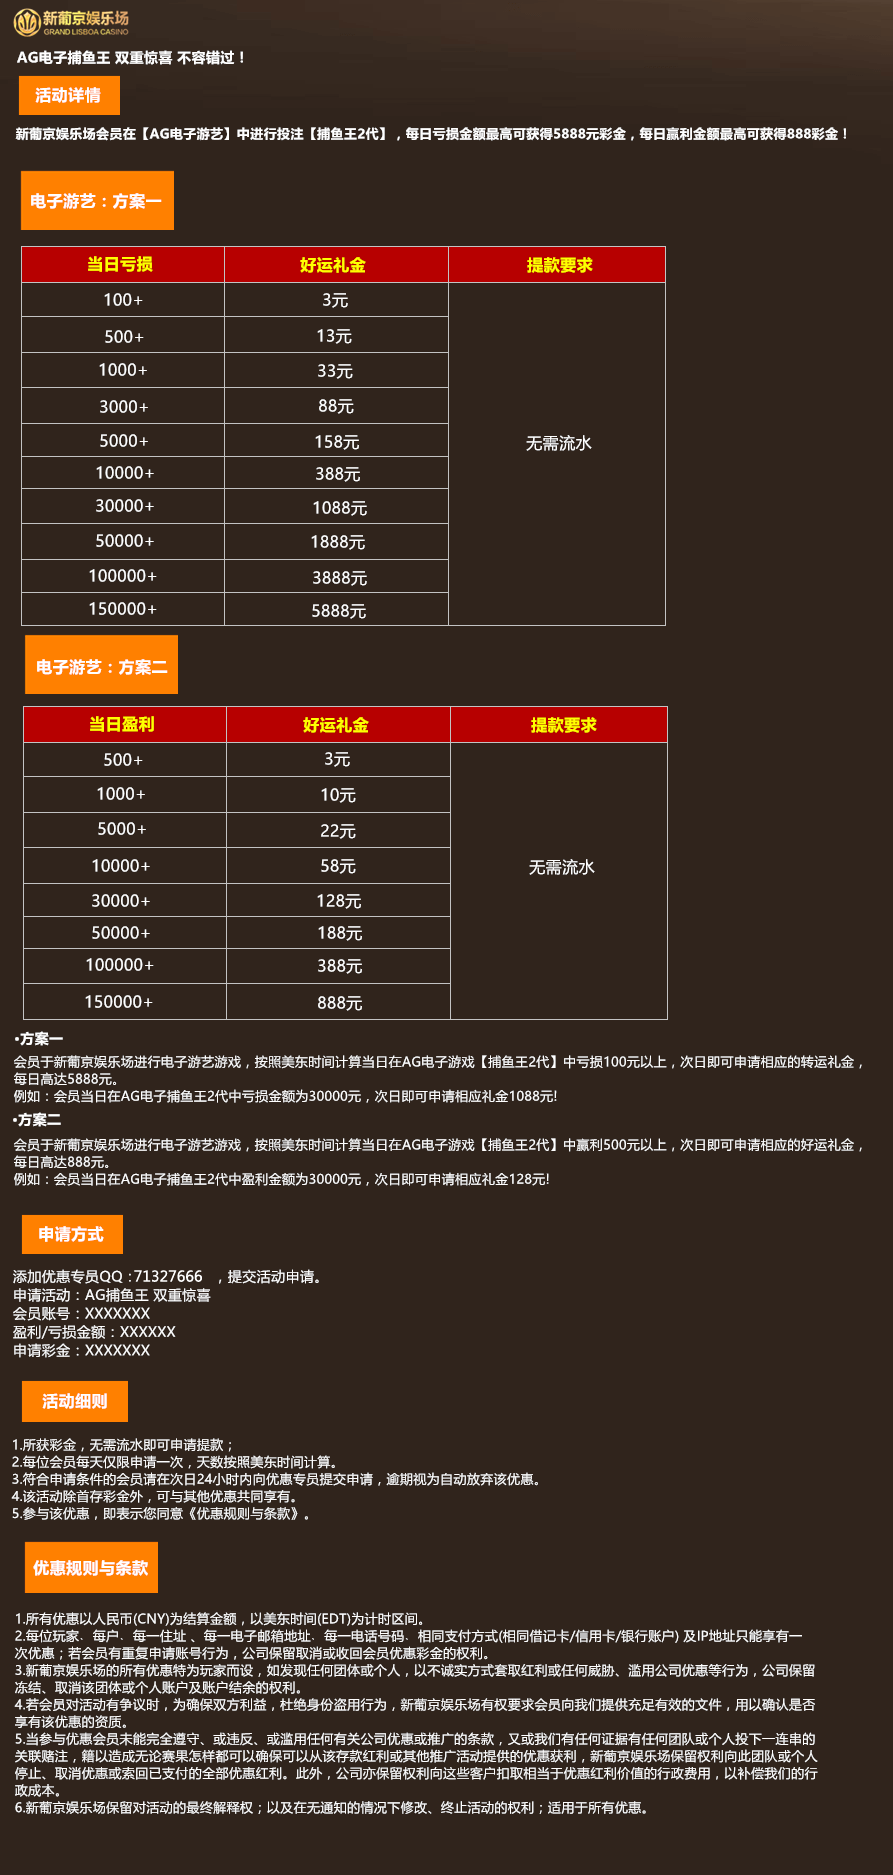 新葡京娱乐场
GRAND LISBOA CASINO
AG电子捕鱼王 双重惊喜 不容错过！
活动详情
新葡京娱乐场会员在【AG电子游艺】中进行投注【捕鱼王2代】，每日亏损金额最高可获得5888元彩金，每日赢利金额最高可获得888彩金！
电子游艺：方案一
当日亏损 好运礼金 提款要求
100+ 3元
500+ 13元
1000+ 33元
3000+ 88元
5000+ 158元
无需流水
10000+ 388元
30000+ 1088元
50000+ 1888元
100000+ 3888元
150000+ 5888元
电子游艺：方案二
当日盈利 好运礼金 提款要求
500+ 3元
1000+ 10元
5000+ 22元
10000+ 58元
无需流水
30000+ 128元
50000+ 188元
100000+ 388元
150000+ 888元
•方案一
会员于新葡京娱乐场进行电子游艺游戏，按照美东时间计算当日在AG电子游戏【捕鱼王2代】中亏损100元以上，次日即可申请相应的转运礼金，
每日高达5888元。
例如：会员当日在AG电子捕鱼王2代中亏损金额为30000元，次日即可申请相应礼金1088元!
•方案二
会员于新葡京娱乐场进行电子游艺游戏，按照美东时间计算当日在AG电子游戏【捕鱼王2代】中赢利500元以上，次日即可申请相应的好运礼金，
每日高达888元。
例如：会员当日在AG电子捕鱼王2代中盈利金额为30000元，次日即可申请相应礼金128元!
申请方式
添加优惠专员QQ：71327666 ，提交活动申请。
申请活动：AG捕鱼王 双重惊喜
会员账号：XXXXXXX
盈利/亏损金额：XXXXXX
申请彩金：XXXXXXX
活动细则
1.所获彩金，无需流水即可申请提款；
2.每位会员每天仅限申请一次，天数按照美东时间计算。
3.符合申请条件的会员请在次日24小时内向优惠专员提交申请，逾期视为自动放弃该优惠。
4.该活动除首存彩金外，可与其他优惠共同享有。
5.参与该优惠，即表示您同意《优惠规则与条款》。
优惠规则与条款
1.所有优惠以人民币(CNY)为结算金额，以美东时间(EDT)为计时区间。
2.每位玩家、每户、每一住址 、每一电子邮箱地址、每一电话号码、相同支付方式(相同借记卡/信用卡/银行账户) 及IP地址只能享有一
次优惠；若会员有重复申请账号行为，公司保留取消或收回会员优惠彩金的权利。
3.新葡京娱乐场的所有优惠特为玩家而设，如发现任何团体或个人，以不诚实方式套取红利或任何威胁、滥用公司优惠等行为，公司保留
冻结、取消该团体或个人账户及账户结余的权利。
4.若会员对活动有争议时，为确保双方利益，杜绝身份盗用行为，新葡京娱乐场有权要求会员向我们提供充足有效的文件，用以确认是否
享有该优惠的资质。
5.当参与优惠会员未能完全遵守、或违反、或滥用任何有关公司优惠或推广的条款，又或我们有任何证据有任何团队或个人投下一连串的
关联赌注，籍以造成无论赛果怎样都可以确保可以从该存款红利或其他推广活动提供的优惠获利，新葡京娱乐场保留权利向此团队或个人
停止、取消优惠或索回已支付的全部优惠红利。此外，公司亦保留权利向这些客户扣取相当于优惠红利价值的行政费用，以补偿我们的行
政成本。
6.新葡京娱乐场保留对活动的最终解释权；以及在无通知的情况下修改、终止活动的权利；适用于所有优惠。